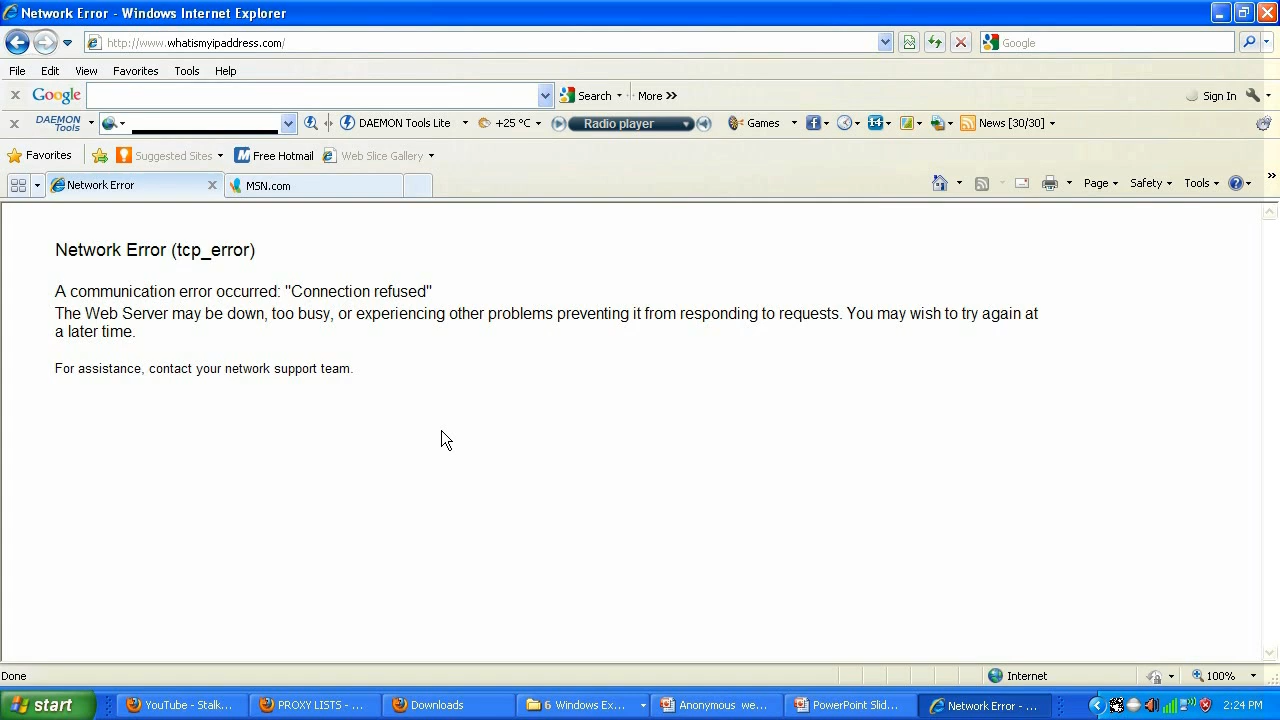 Network Error - Windows Internet Explorer
http://www.whatismyipaddress.com/
Google
File Edit View Favorites Tools Help
Google Search More Sign In
DAEMON Tools DAEMON Tools Lite +25 °C Radio player Games 14 News [30/30]
Favorites Suggested Sites Free Hotmail Web Slice Gallery
Network Error MSN.com Page Safety Tools
Network Error (tcp_error)
A communication error occurred: "Connection refused"
The Web Server may be down, too busy, or experiencing other problems preventing it from responding to requests. You may wish to try again at
a later time.
For assistance, contact your network support team.
Done Internet 100%
start YouTube - Stalk... PROXY LISTS - ... Downloads 6 Windows Ex... Anonymous we... PowerPoint Slid... Network Error - ... 2:24 PM